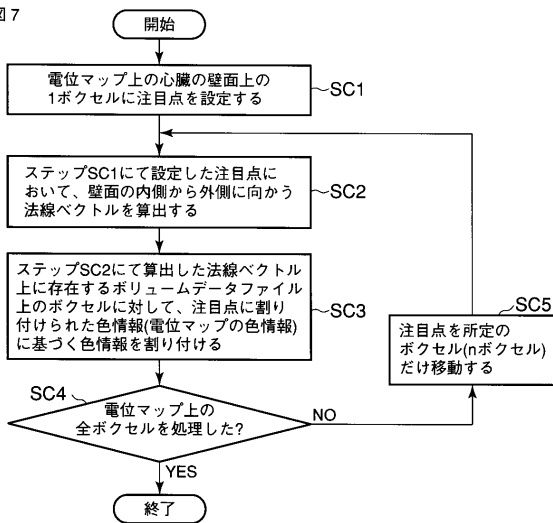 図7
開始
電位マップ上の心臓の壁面上の
1ボクセルに注目点を設定する
SC1
ステップSC1にて設定した注目点に
おいて、壁面の内側から外側に向かう
法線ベクトルを算出する
SC2
ステップSC2にて算出した法線ベクトル
上に存在するボリュームデータファイル
上のボクセルに対して、注目点に割り
付けられた色情報(電位マップの色情報)
に基づく色情報を割り付ける
SC3
SC5
注目点を所定の
ボクセル(nボクセル)
だけ移動する
SC4
電位マップ上の
全ボクセルを処理した?
NO
YES
終了